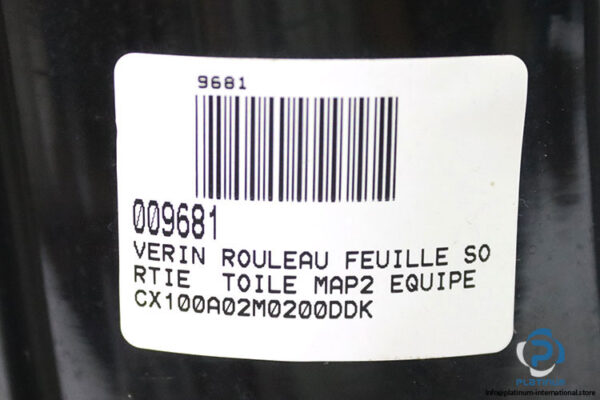 9681
009681
VERIN ROULEAU FEUILLE SO
RTIE TOILE MAP2 EQUIPE
CX100A02M0200DDK
PLATINUM
info@platinum-international.store